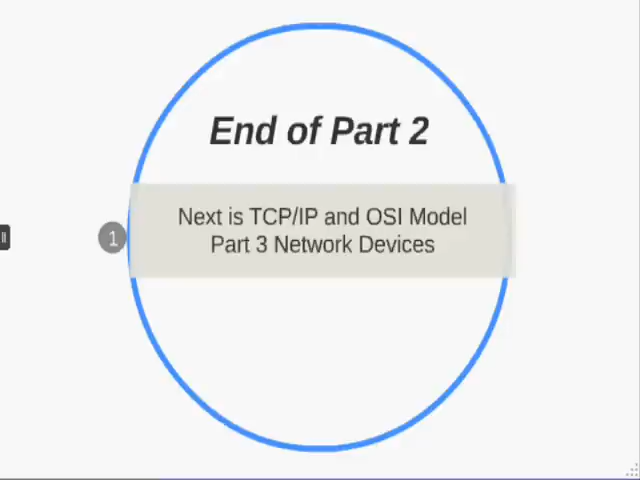 End of Part 2
Next is TCP/IP and OSI Model
Part 3 Network Devices
1